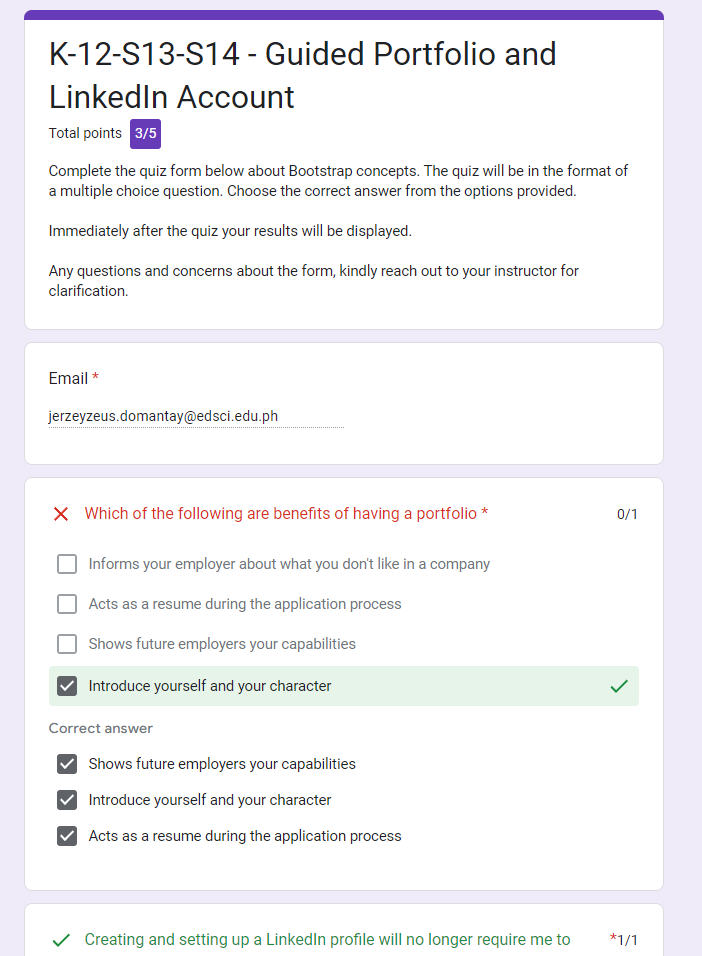 K-12-S13-S14 - Guided Portfolio and
LinkedIn Account
Total points 3/5
Complete the quiz form below about Bootstrap concepts. The quiz will be in the format of
a multiple choice question. Choose the correct answer from the options provided.
Immediately after the quiz your results will be displayed.
Any questions and concerns about the form, kindly reach out to your instructor for
clarification.
Email *
jerzeyzeus.domantay@edsci.edu.ph
Which of the following are benefits of having a portfolio * 0/1
Informs your employer about what you don't like in a company
Acts as a resume during the application process
Shows future employers your capabilities
Introduce yourself and your character
Correct answer
Shows future employers your capabilities
Introduce yourself and your character
Acts as a resume during the application process
Creating and setting up a LinkedIn profile will no longer require me to *1/1